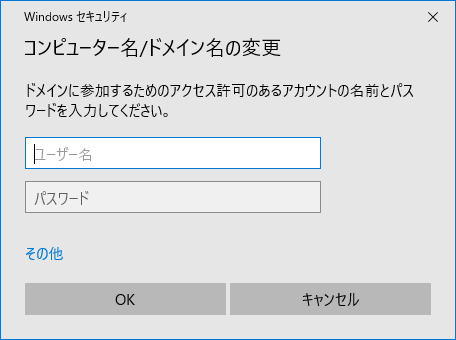 Windows セキュリティ
コンピューター名/ドメイン名の変更
ドメインに参加するためのアクセス許可のあるアカウントの名前とパス
ワードを入力してください。
ユーザー名
パスワード
その他
OK
キャンセル